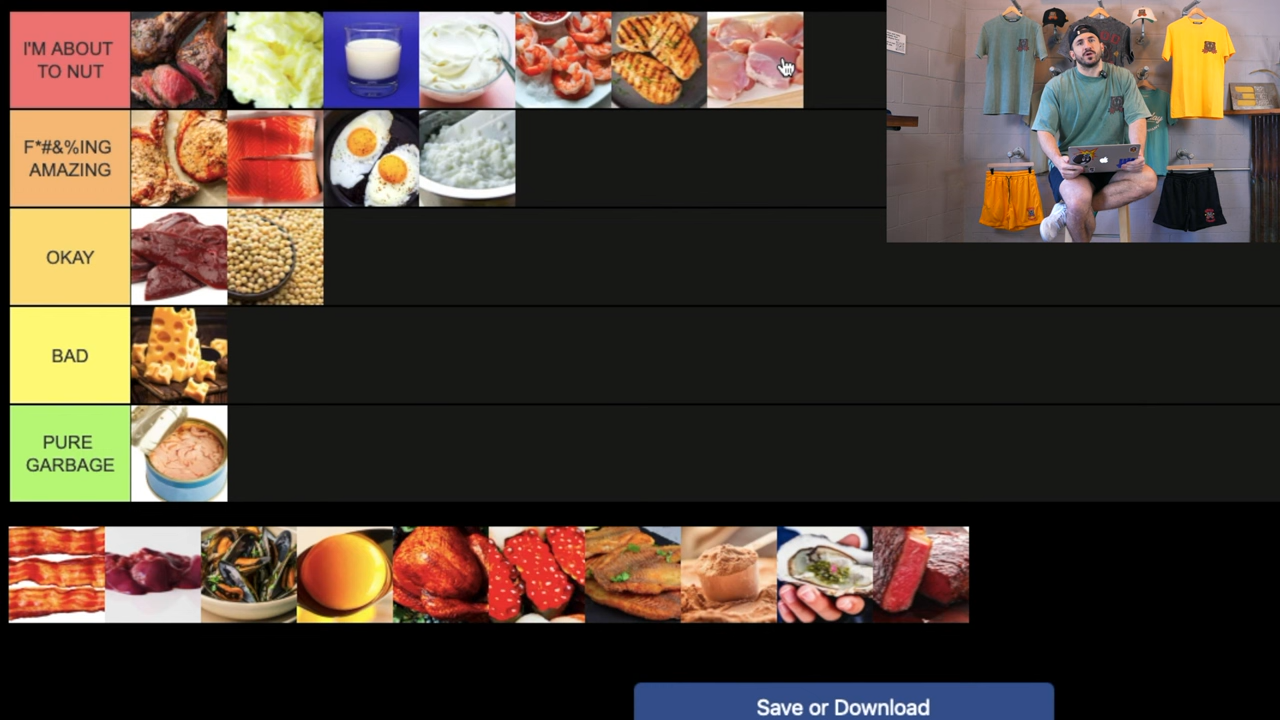 I'M ABOUT
TO NUT
F*#&%ING
AMAZING
OKAY
BAD
PURE
GARBAGE
Save or Download